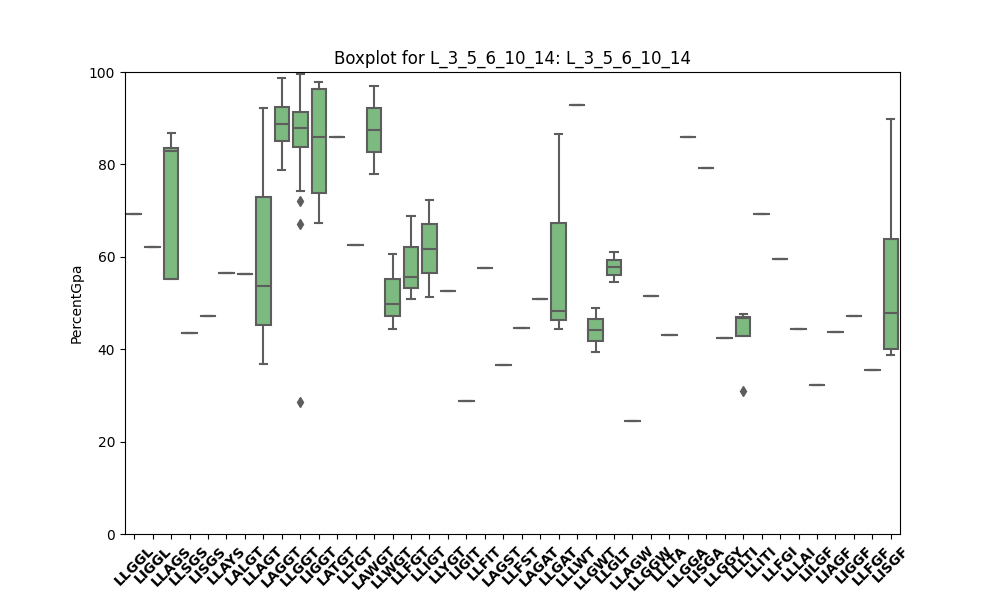 Boxplot for L_3_5_6_10_14: L_3_5_6_10_14
PercentGpa
100
80
60
40
20
0
LLGGL
LIGGL
LLAGS
LLSGS
LISGS
LLAYS
LALGT
LLAGT
LAGGT
LLGGT
LIGGT
LATGT
LLTGT
LAWGT
LLWGT
LLFGT
LLIGT
LLYGT
LIGIT
LLFIT
LAGST
LLFST
LAGAT
LLGAT
LLLWT
LLGWT
LLGLT
LLAGW
LLGGW
LLLTA
LLGGA
LISGA
LLGGY
LLLTI
LLITI
LLFGI
LLLAI
LILGF
LIAGF
LIGGF
LLFGF
LISGF